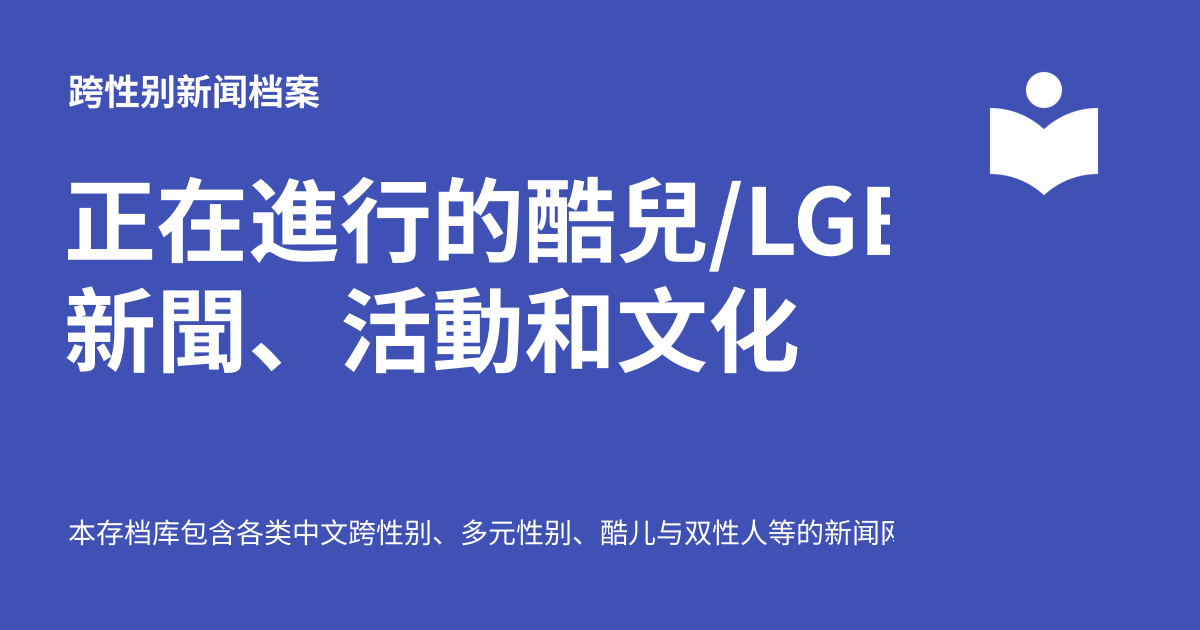 跨性别新闻档案
正在進行的酷兒/LGB
新聞、活動和文化
本存档库包含各类中文跨性别、多元性别、酷儿与双性人等的新闻网